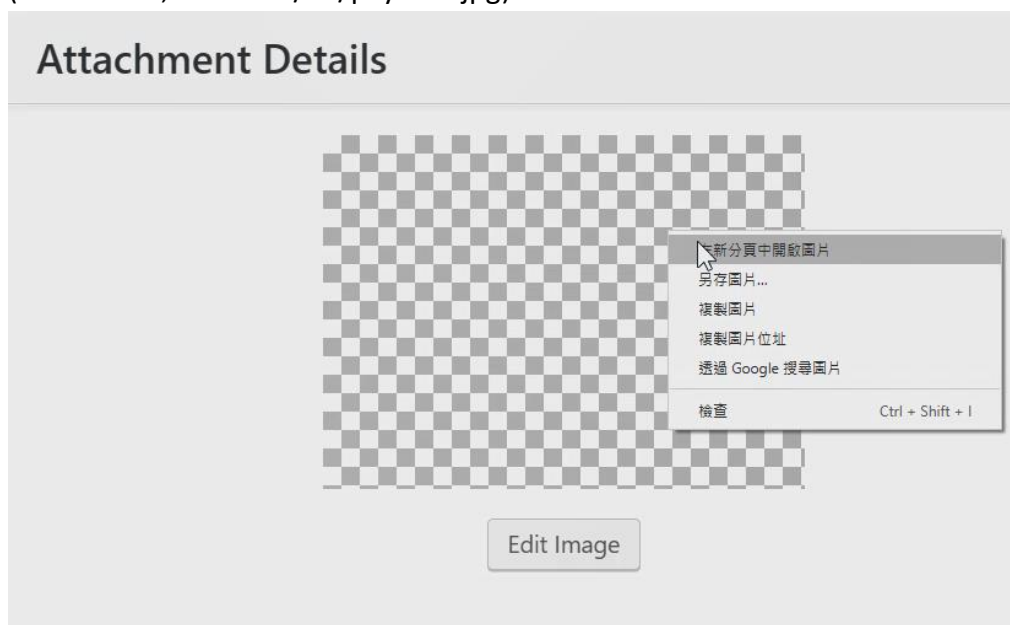 Attachment Details
新分頁中開啟圖片
另存圖片...
複製圖片
複製圖片位址
透過 Google 搜尋圖片
檢查 Ctrl + Shift + I
Edit Image